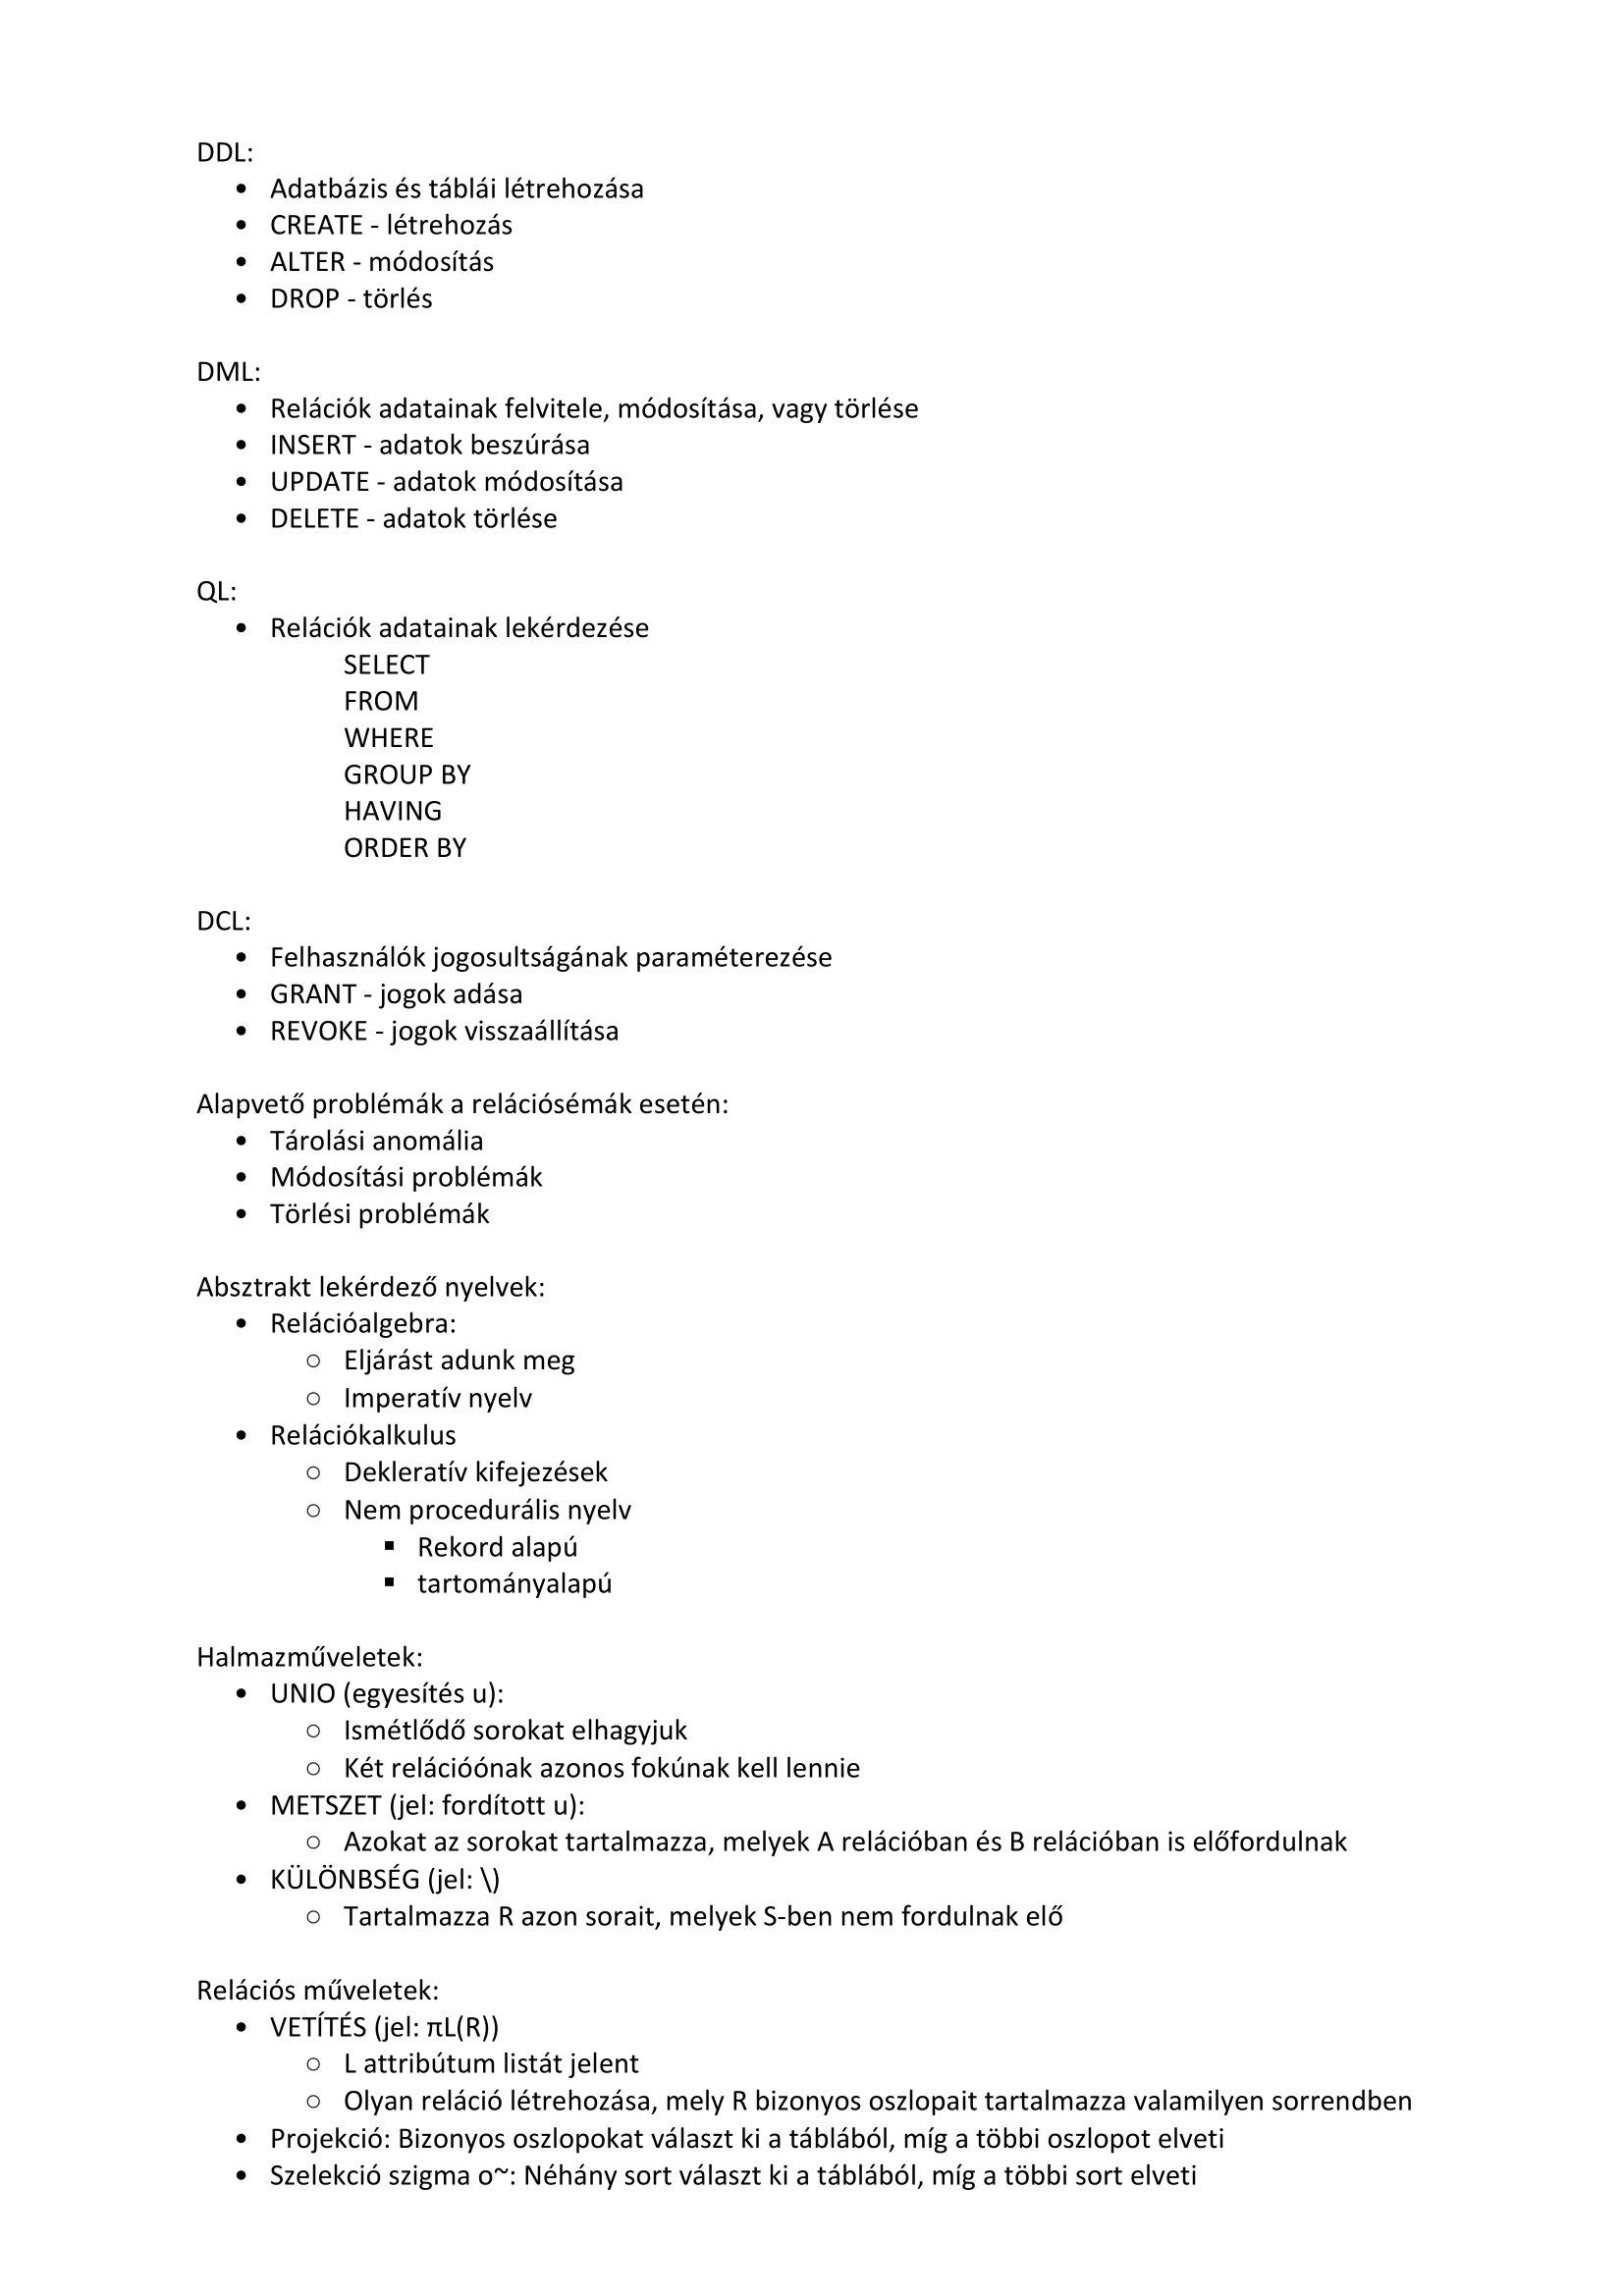 DDL:
• Adatbázis és táblái létrehozása
• CREATE - létrehozás
• ALTER - módosítás
• DROP - törlés
DML:
• Relációk adatainak felvitele, módosítása, vagy törlése
• INSERT - adatok beszúrása
• UPDATE - adatok módosítása
• DELETE - adatok törlése
QL:
• Relációk adatainak lekérdezése
SELECT
FROM
WHERE
GROUP BY
HAVING
ORDER BY
DCL:
• Felhasználók jogosultságának paraméterezése
• GRANT - jogok adása
• REVOKE - jogok visszaállítása
Alapvető problémák a relációsémák esetén:
• Tárolási anomália
• Módosítási problémák
• Törlési problémák
Absztrakt lekérdező nyelvek:
• Relációalgebra:
○ Eljárást adunk meg
○ Imperatív nyelv
• Relációkalkulus
○ Dekleratív kifejezések
○ Nem procedurális nyelv
▪ Rekord alapú
▪ tartományalapú
Halmazműveletek:
• UNIO (egyesítés u):
○ Ismétlődő sorokat elhagyjuk
○ Két relációónak azonos fokúnak kell lennie
• METSZET (jel: fordított u):
○ Azokat az sorokat tartalmazza, melyek A relációban és B relációban is előfordulnak
• KÜLÖNBSÉG (jel: \)
○ Tartalmazza R azon sorait, melyek S-ben nem fordulnak elő
Relációs műveletek:
• VETÍTÉS (jel: πL(R))
○ L attribútum listát jelent
○ Olyan reláció létrehozása, mely R bizonyos oszlopait tartalmazza valamilyen sorrendben
• Projekció: Bizonyos oszlopokat választ ki a táblából, míg a többi oszlopot elveti
• Szelekció szigma o~: Néhány sort választ ki a táblából, míg a többi sort elveti